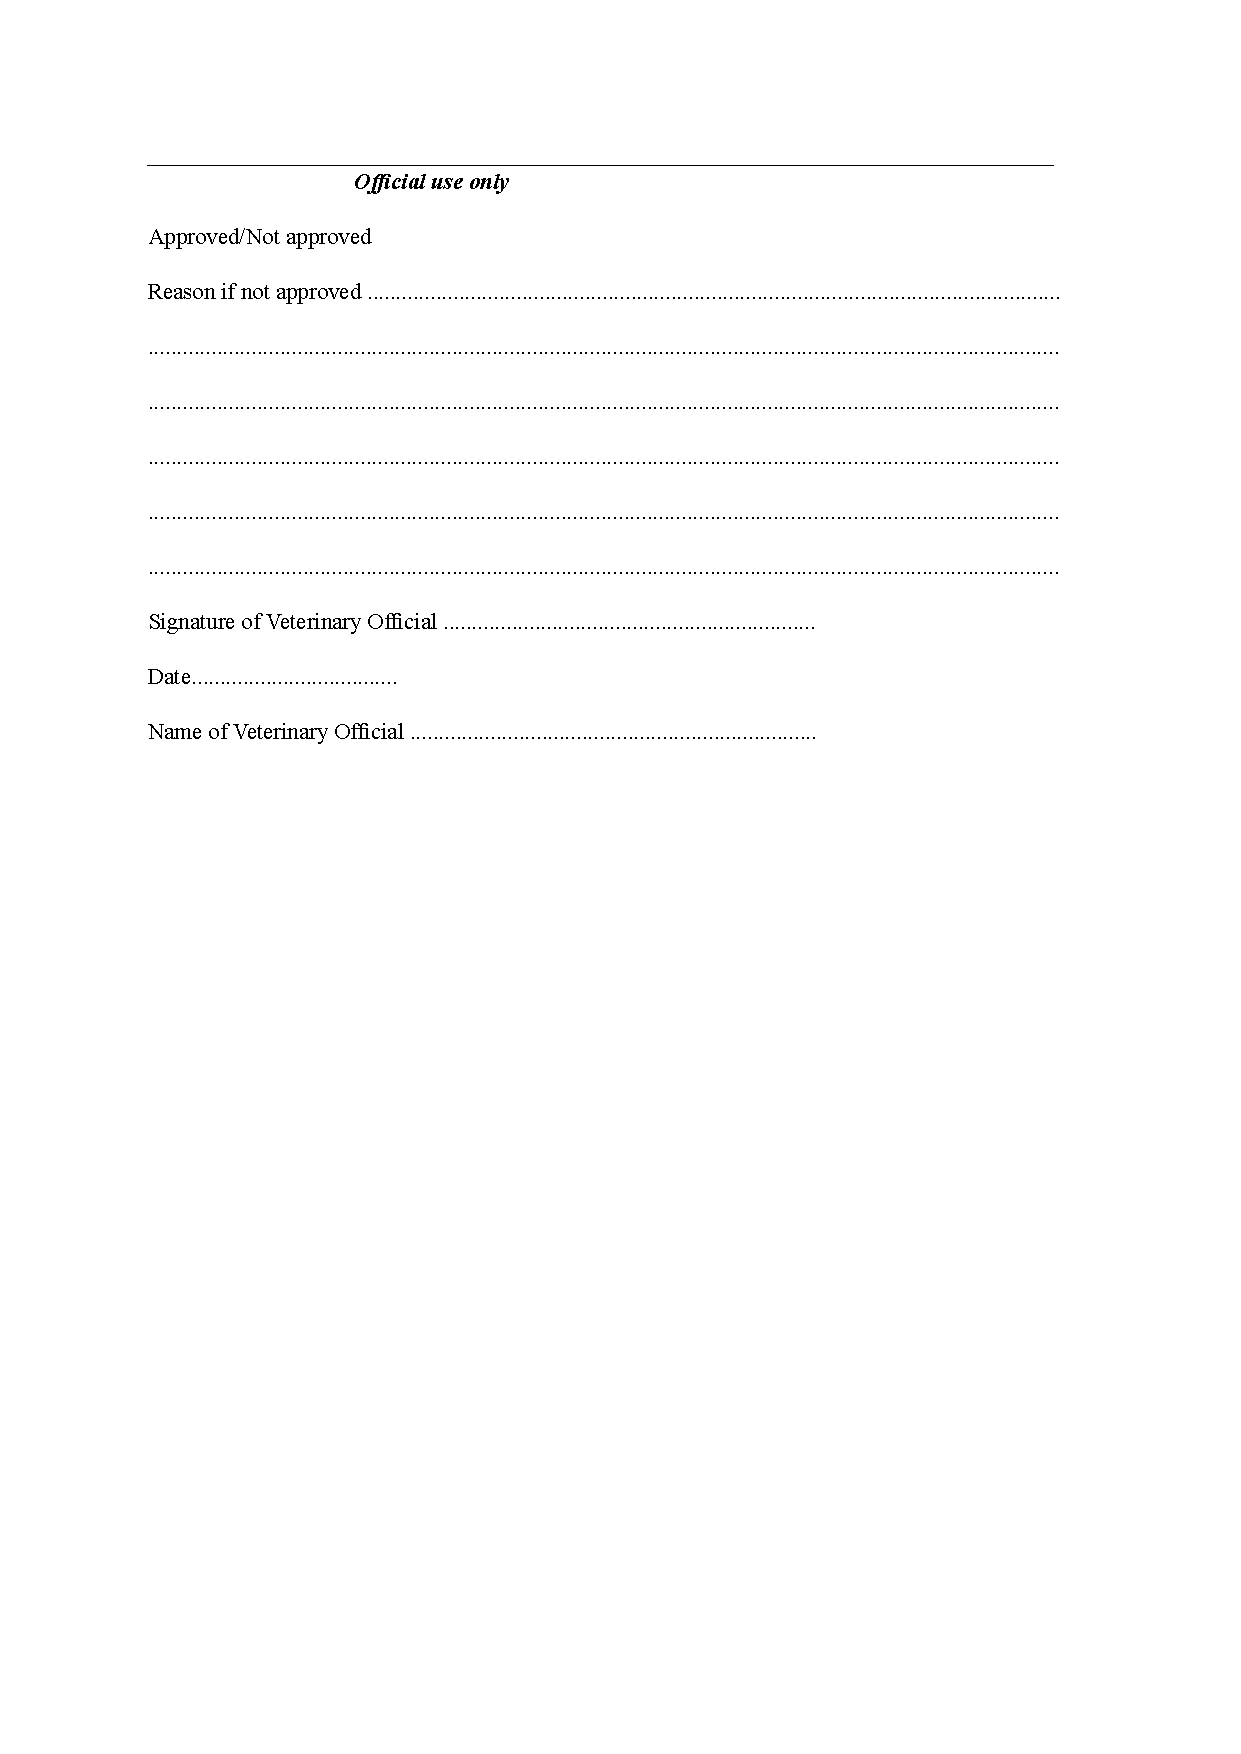 Official use only
Approved/Not approved
Reason if not approved ..........................................................................................................................
................................................................................................................................................................
................................................................................................................................................................
................................................................................................................................................................
................................................................................................................................................................
................................................................................................................................................................
Signature of Veterinary Official .................................................................
Date....................................
Name of Veterinary Official .......................................................................